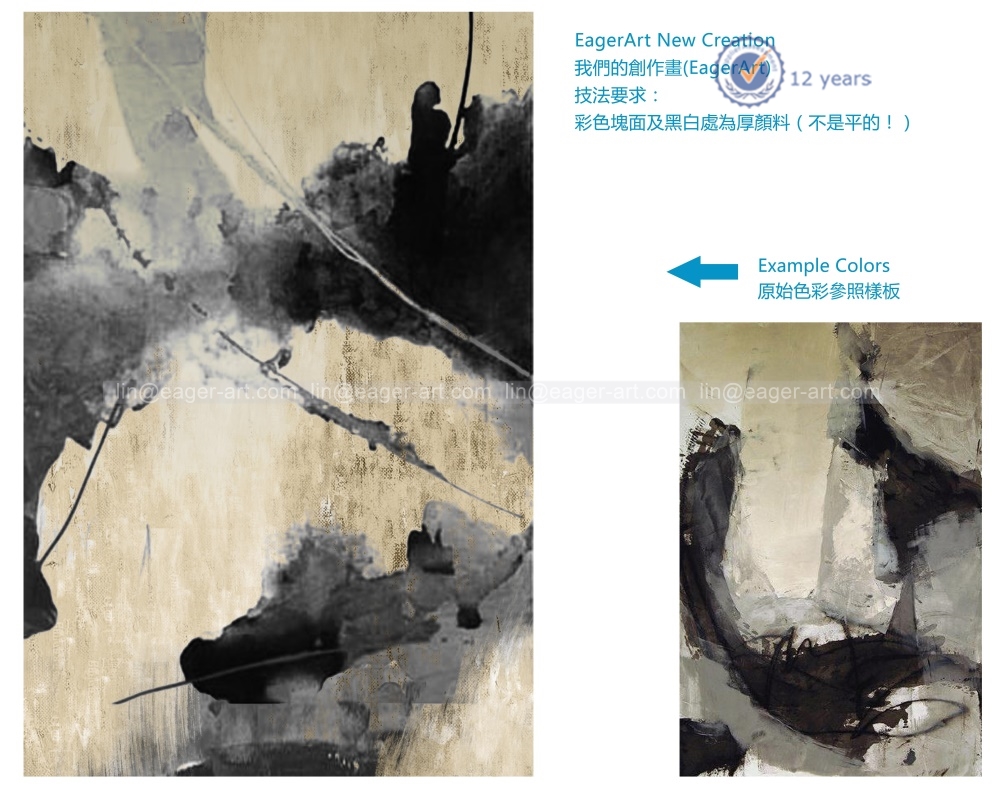 EagerArt New Creation
我們的創作畫(EagerArt)
技法要求：
彩色塊面及黑白處為厚顏料（不是平的！）
12 years
Example Colors
原始色彩參照樣板
lin@eager-art.com lin@eager-art.com lin@eager-art.com lin@eager-art.com